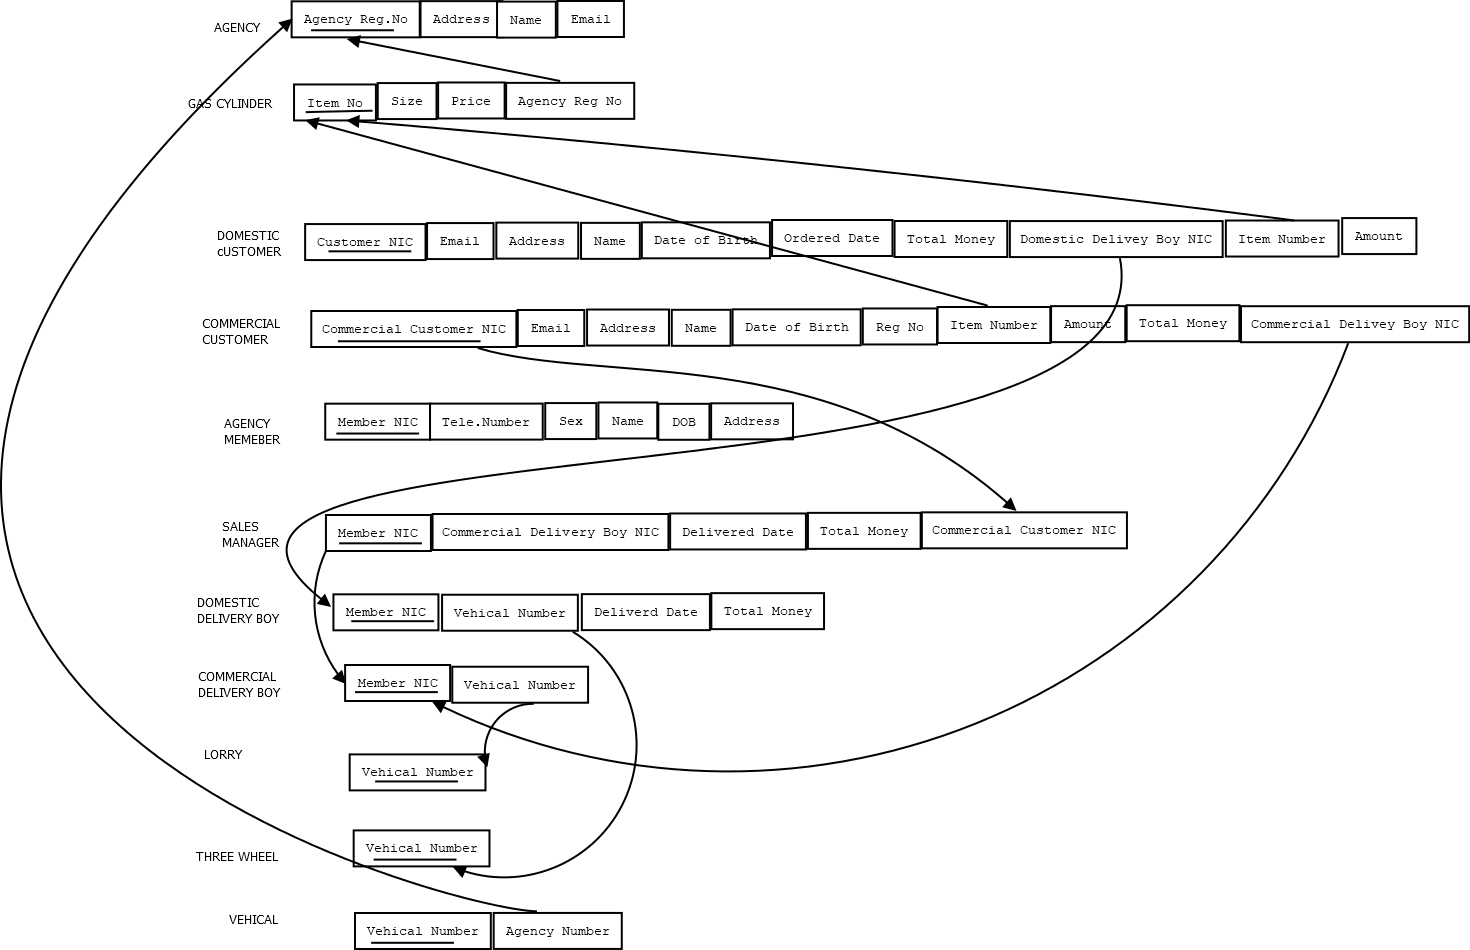 AGENCY Agency Reg.No Address Name Email
GAS CYLINDER Item No Size Price Agency Reg No
DOMESTIC
cUSTOMER
Customer NIC Email Address Name Date of Birth Ordered Date Total Money Domestic Delivey Boy NIC Item Number Amount
COMMERCIAL
CUSTOMER
Commercial Customer NIC Email Address Name Date of Birth Reg No Item Number Amount Total Money Commercial Delivey Boy NIC
AGENCY
MEMEBER
Member NIC Tele.Number Sex Name DOB Address
SALES
MANAGER
Member NIC Commercial Delivery Boy NIC Delivered Date Total Money Commercial Customer NIC
DOMESTIC
DELIVERY BOY
Member NIC Vehical Number Deliverd Date Total Money
COMMERCIAL
DELIVERY BOY
Member NIC Vehical Number
LORRY
Vehical Number
THREE WHEEL Vehical Number
VEHICAL Vehical Number Agency Number